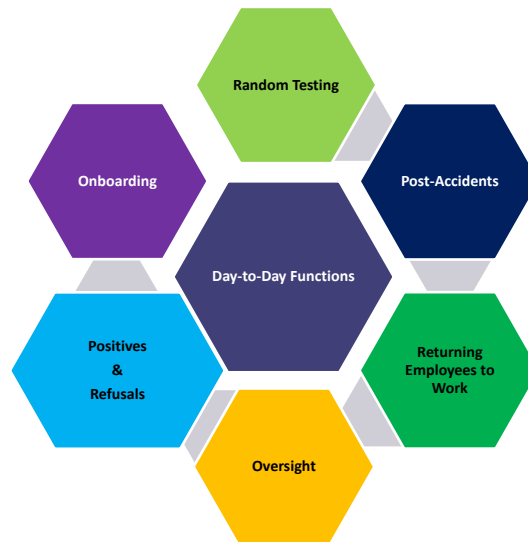 Random Testing
Onboarding
Post-Accidents
Day-to-Day Functions
Positives
&
Refusals
Returning
Employees to
Work
Oversight